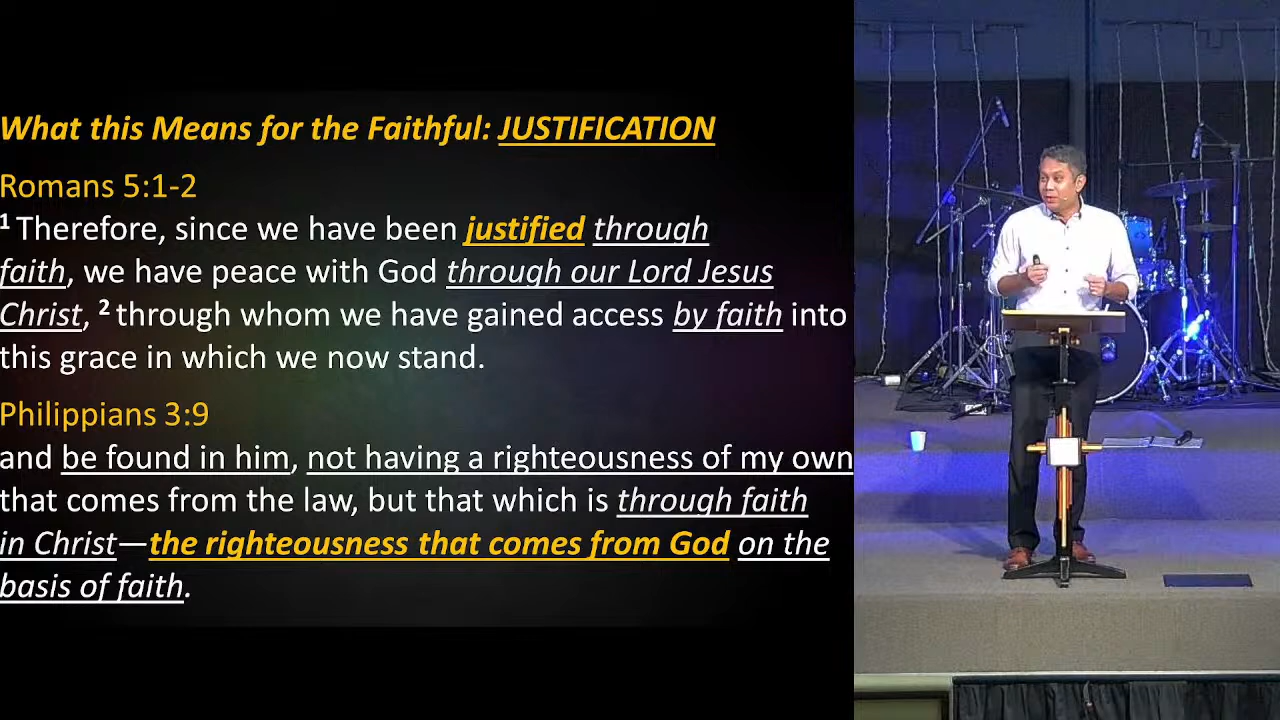 What this Means for the Faithful: JUSTIFICATION
Romans 5:1-2
1 Therefore, since we have been justified through
faith, we have peace with God through our Lord Jesus
Christ, 2 through whom we have gained access by faith into
this grace in which we now stand.
Philippians 3:9
and be found in him, not having a righteousness of my own
that comes from the law, but that which is through faith
in Christ—the righteousness that comes from God on the
basis of faith.